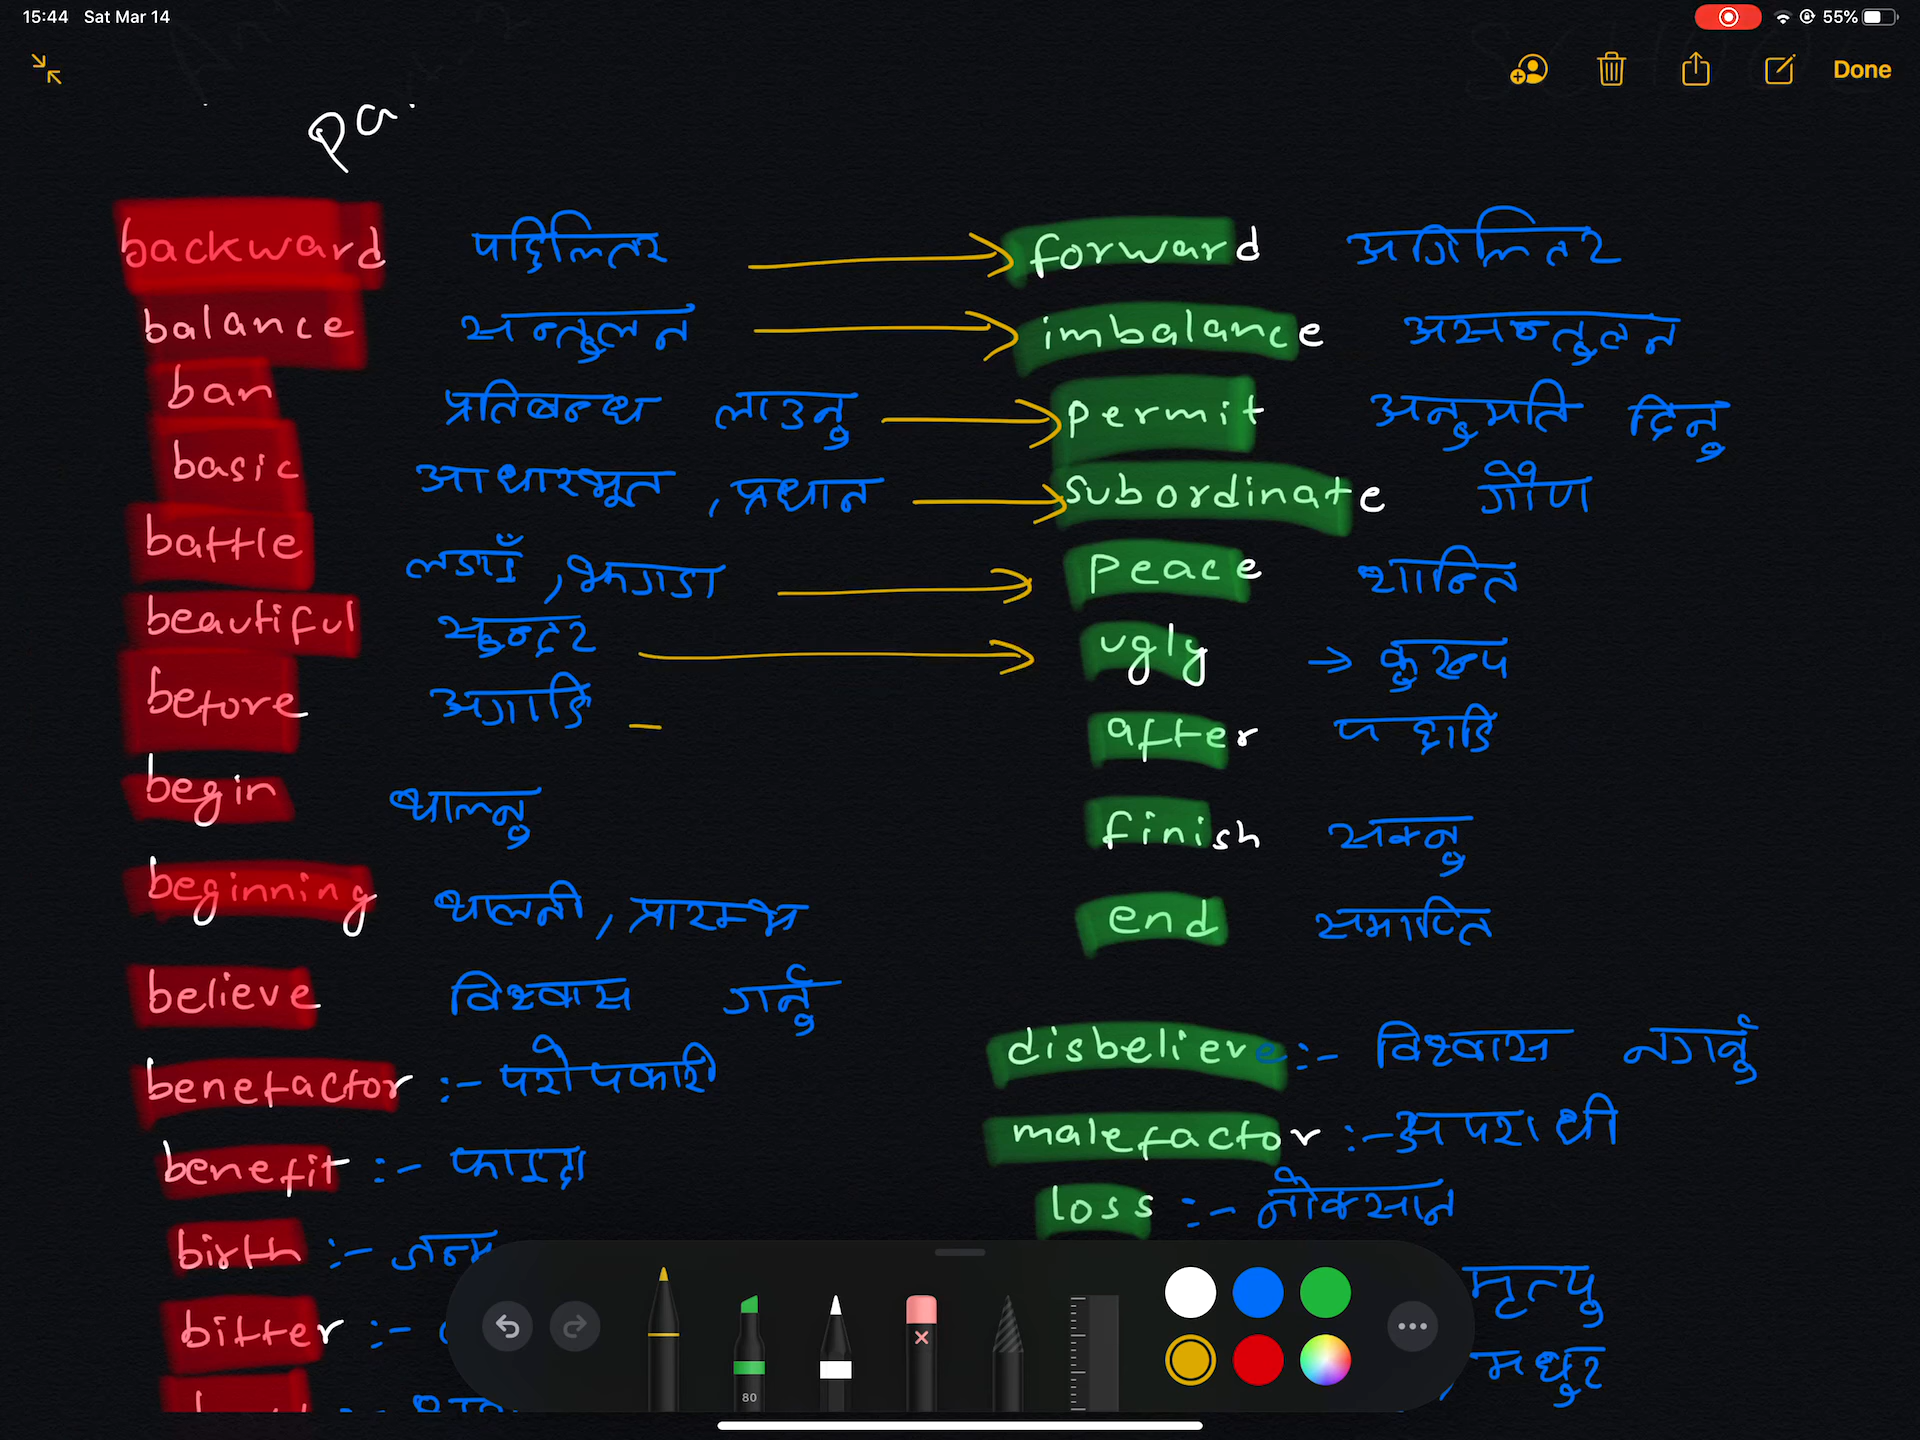 15:44 Sat Mar 14 55%
Done
pa.
backward पछिल्तिर forward अगिल्तिर
balance सन्तुलन imbalance असन्तुलन
ban प्रतिबन्ध लाउनु permit अनुमति दिनु
basic आधारभूत , प्रधान subordinate गौण
battle लडाईँ , झगडा peace शान्ति
beautiful सुन्दर ugly → कुरूप
before अगाडि after पछाडि
begin थाल्नु finish सक्नु
beginning थालनी , प्रारम्भ end समाप्ति
believe विश्वास गर्नु disbelieve :- विश्वास नगर्नु
benefactor :- परोपकारी malefactor :- अपराधी
benefit :- फाइदा loss :- नोक्सान
birth :- जन्म मृत्यु
bitter :- , मधुर
80